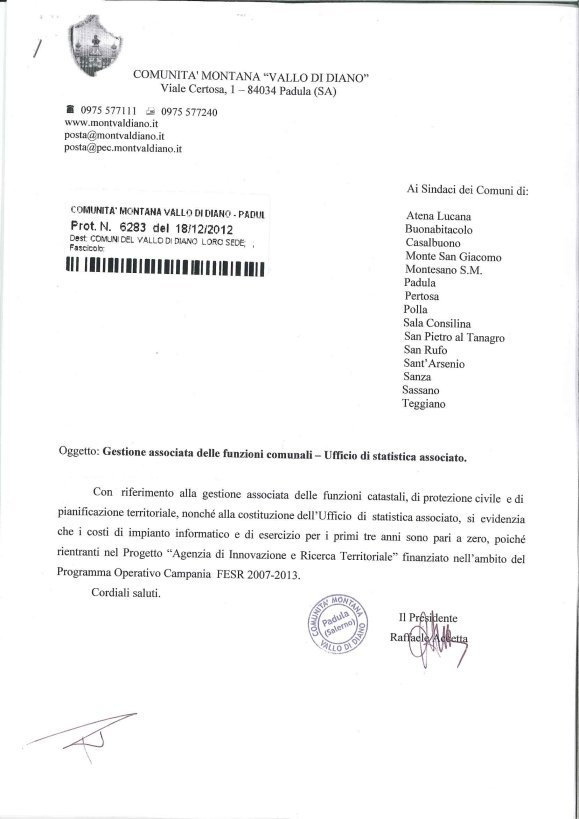 COMUNITA' MONTANA "VALLO DI DIANO"
Viale Certosa, 1 – 84034 Padula (SA)
☎ 0975 577111 📠 0975 577240
www.montvaldiano.it
posta@montvaldiano.it
posta@pec.montvaldiano.it
Ai Sindaci dei Comuni di:
COMUNITA' MONTANA VALLO DI DIANO - PADUL
Prot. N. 6283 del 18/12/2012
Dest: COMUNI DEL VALLO DI DIANO LORO SEDE; ;
Fascicolo:
Atena Lucana
Buonabitacolo
Casalbuono
Monte San Giacomo
Montesano S.M.
Padula
Pertosa
Polla
Sala Consilina
San Pietro al Tanagro
San Rufo
Sant'Arsenio
Sanza
Sassano
Teggiano
Oggetto: Gestione associata delle funzioni comunali – Ufficio di statistica associato.
Con riferimento alla gestione associata delle funzioni catastali, di protezione civile e di
pianificazione territoriale, nonché alla costituzione dell'Ufficio di statistica associato, si evidenzia
che i costi di impianto informatico e di esercizio per i primi tre anni sono pari a zero, poiché
rientranti nel Progetto "Agenzia di Innovazione e Ricerca Territoriale" finanziato nell'ambito del
Programma Operativo Campania FESR 2007-2013.
Cordiali saluti.
COMUNITÀ MONTANA
Padula
(Salerno)
VALLO DI DIANO
Il Presidente
Raffaele Accetta